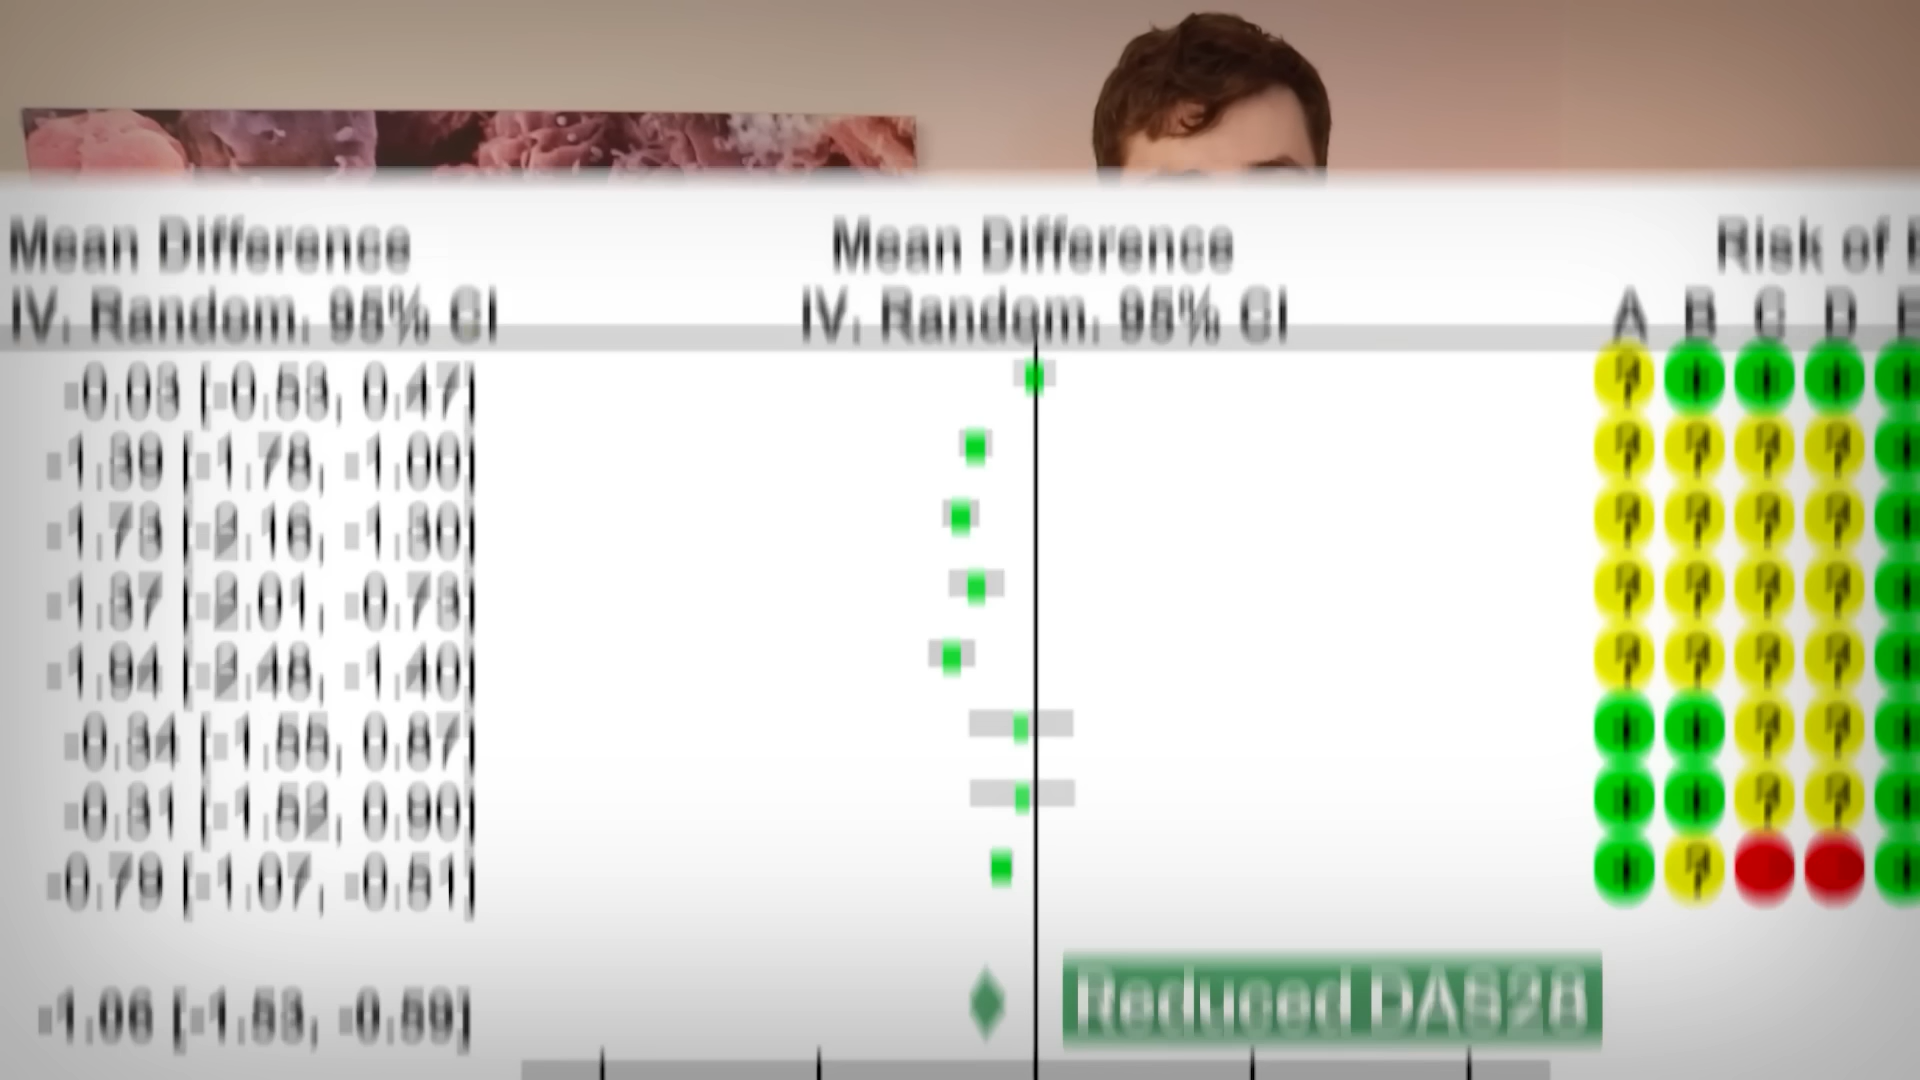 Mean Difference Mean Difference Risk of
IV, Random, 95% CI IV, Random, 95% CI A B C D E
-0.03 [-0.53, 0.47] ? + + + +
-1.39 [-1.78, -1.00] ? ? ? ? +
-1.73 [-2.16, -1.30] ? ? ? ? +
-1.37 [-2.01, -0.73] ? ? ? ? +
-1.94 [-2.48, -1.40] ? ? ? ? +
-0.34 [-1.55, 0.87] + + ? ? +
-0.31 [-1.52, 0.90] + + ? ? +
-0.79 [-1.07, -0.51] + ? +
-1.06 [-1.53, -0.59] Reduced DAS28